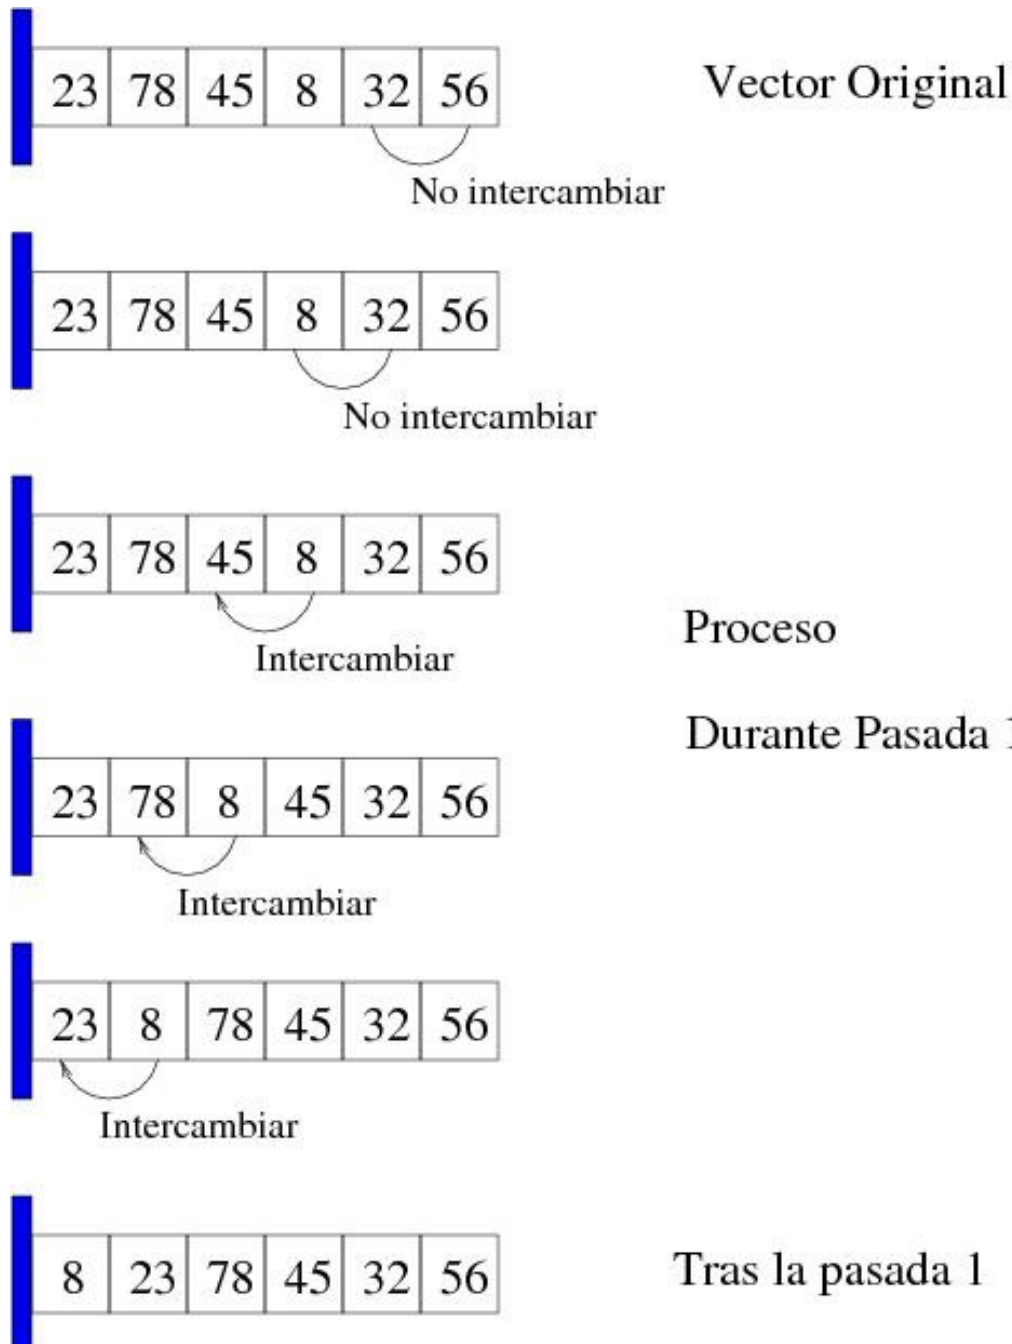 23 78 45 8 32 56
Vector Original
No intercambiar
23 78 45 8 32 56
No intercambiar
23 78 45 8 32 56
Intercambiar
Proceso
Durante Pasada 1
23 78 8 45 32 56
Intercambiar
23 8 78 45 32 56
Intercambiar
8 23 78 45 32 56
Tras la pasada 1